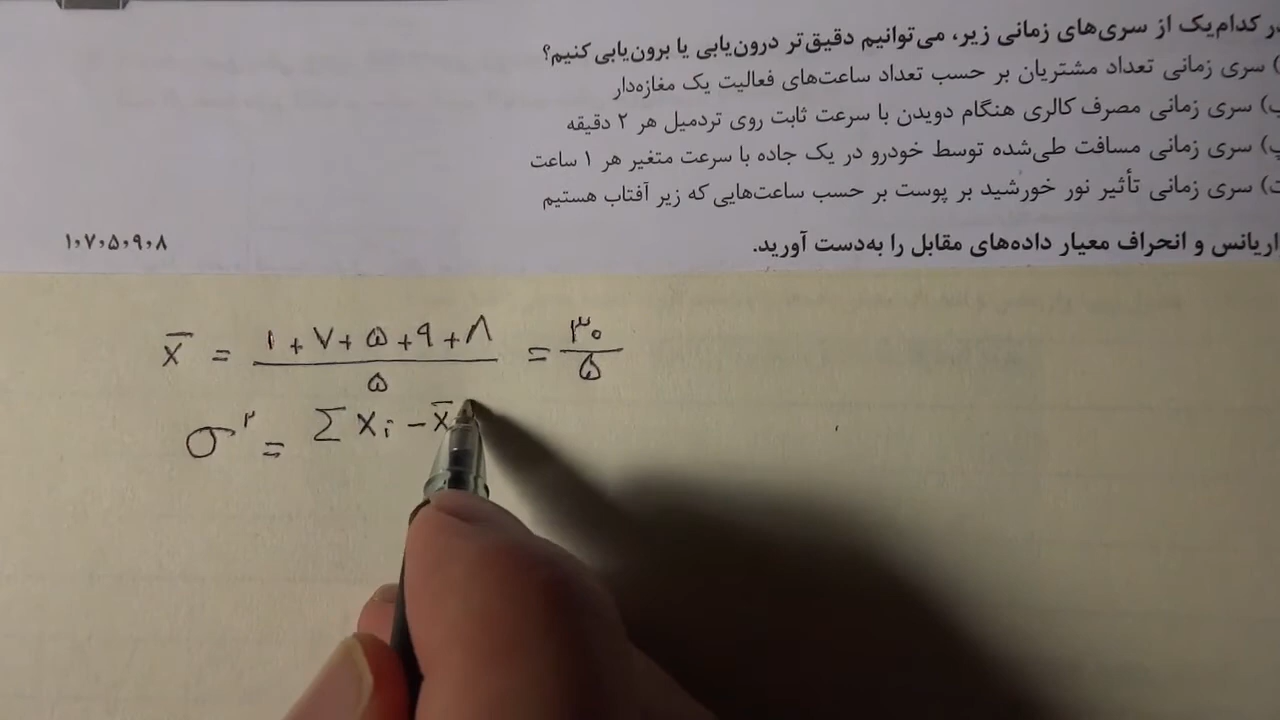 ر کدام‌یک از سری‌های زمانی زیر، می‌توانیم دقیق‌تر درون‌یابی یا برون‌یابی کنیم؟
) سری زمانی تعداد مشتریان بر حسب تعداد ساعت‌های فعالیت یک مغازه‌دار
ب) سری زمانی مصرف کالری هنگام دویدن با سرعت ثابت روی تردمیل هر ۲ دقیقه
پ) سری زمانی مسافت طی‌شده توسط خودرو در یک جاده با سرعت متغیر هر ۱ ساعت
ت) سری زمانی تأثیر نور خورشید بر پوست بر حسب ساعت‌هایی که زیر آفتاب هستیم
اریانس و انحراف معیار داده‌های مقابل را به‌دست آورید. ۱,۷,۵,۹,۸
x̄ = (۱ + ۷ + ۵ + ۹ + ۸) / ۵ = ۳۰ / ۵
σ² = Σ xᵢ − x̄